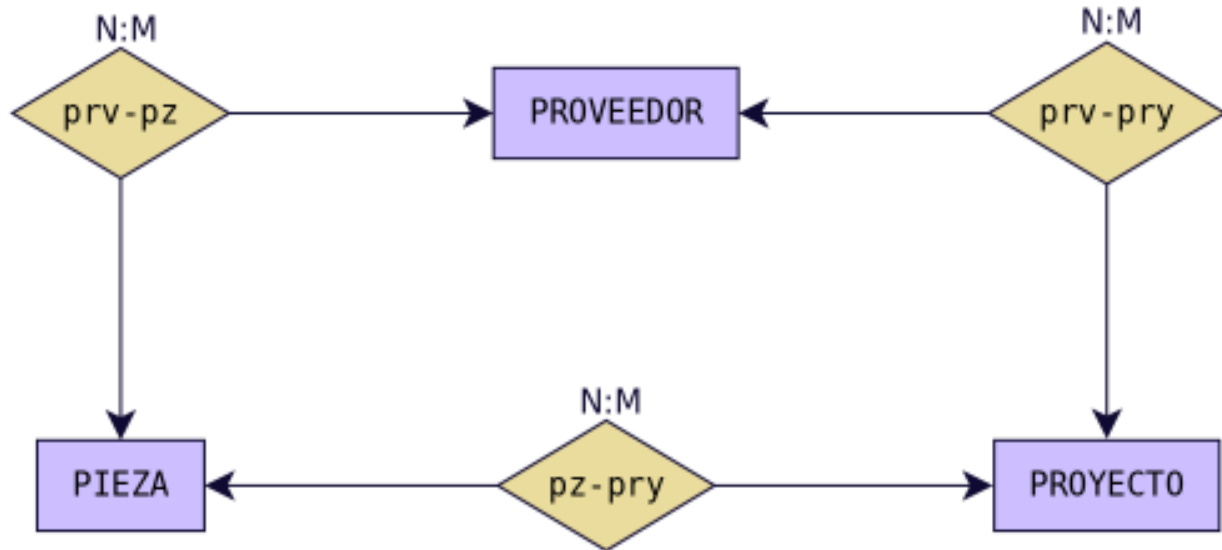 N:M
N:M
prv-pz
PROVEEDOR
prv-pry
N:M
PIEZA
pz-pry
PROYECTO